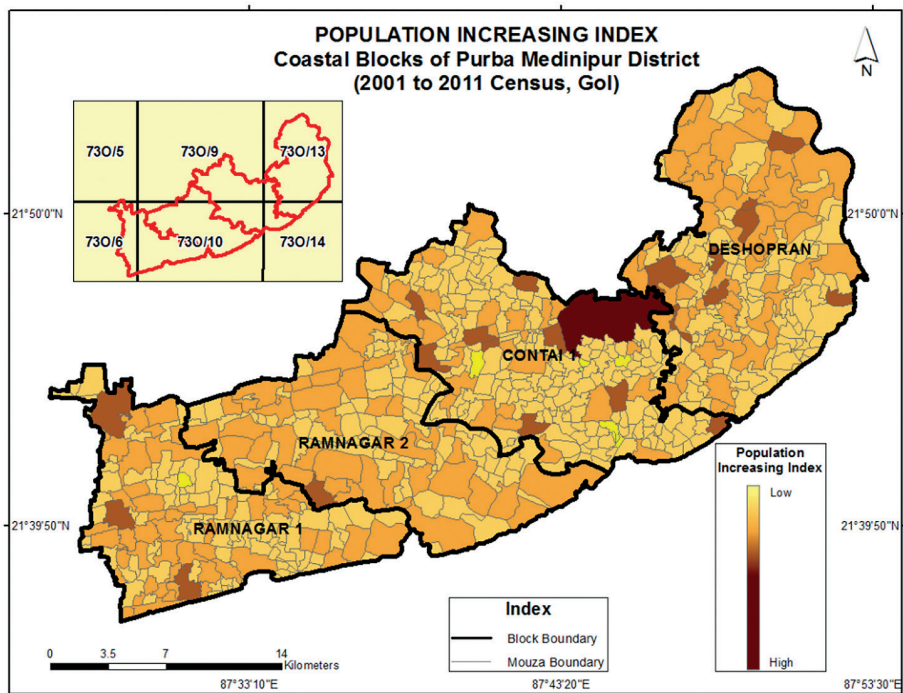 POPULATION INCREASING INDEX
Coastal Blocks of Purba Medinipur District
(2001 to 2011 Census, GoI)
N
73O/5
73O/9
73O/13
73O/6
73O/10
73O/14
21°50'0"N
21°50'0"N
DESHOPRAN
CONTAI 1
RAMNAGAR 2
RAMNAGAR 1
21°39'50"N
21°39'50"N
Population
Increasing Index
Low
High
Index
Block Boundary
Mouza Boundary
0 3.5 7 14
Kilometers
87°33'10"E
87°43'20"E
87°53'30"E